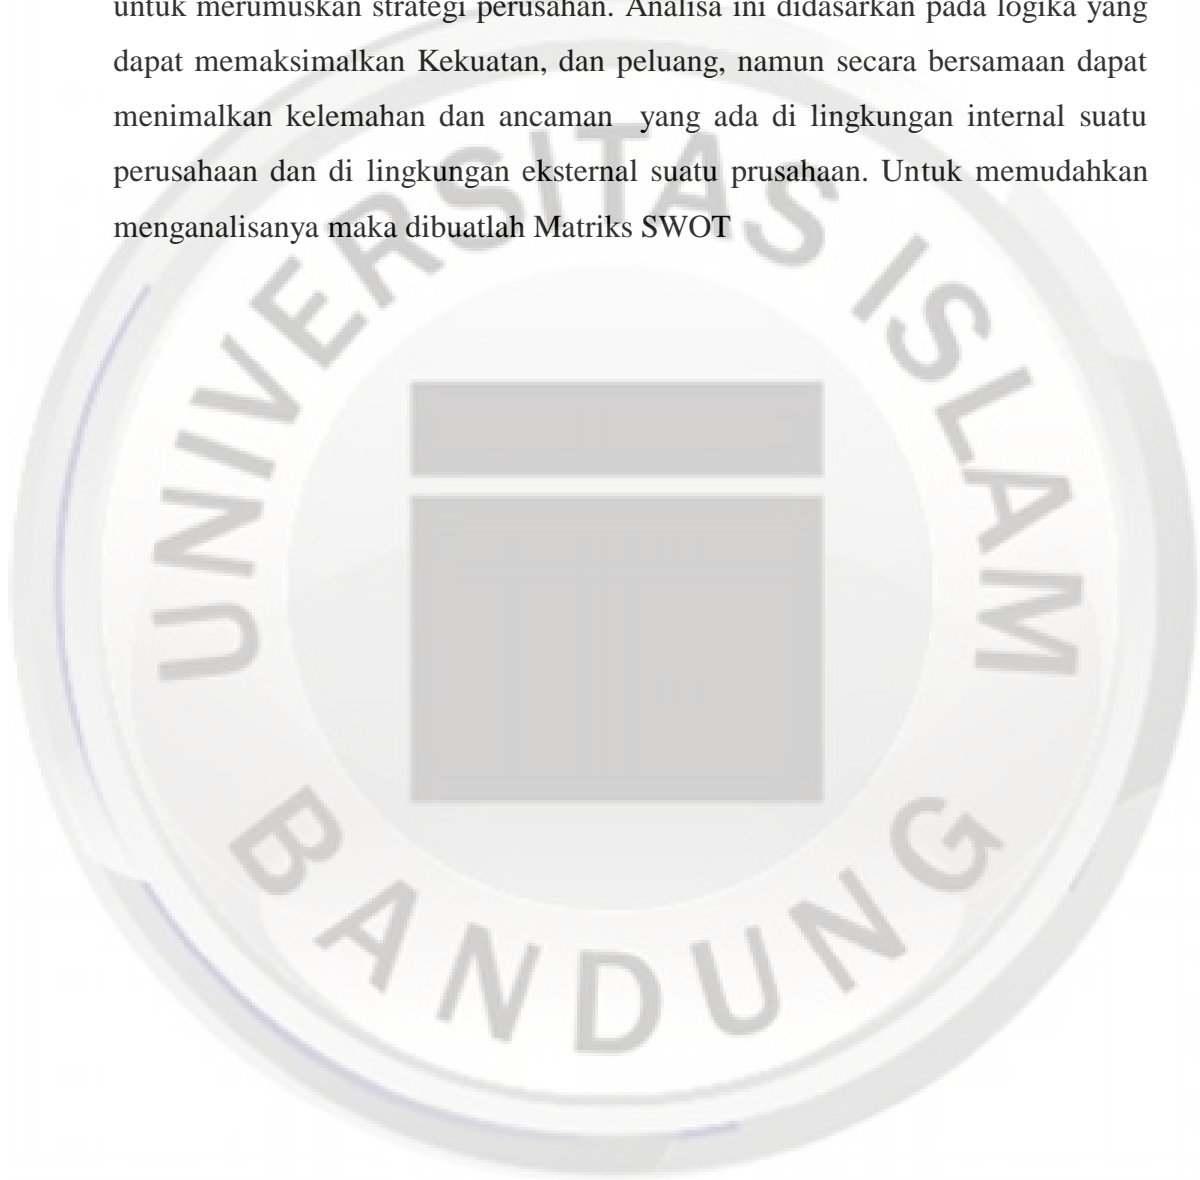 untuk merumuskan strategi perusahan. Analisa ini didasarkan pada logika yang
dapat memaksimalkan Kekuatan, dan peluang, namun secara bersamaan dapat
menimalkan kelemahan dan ancaman yang ada di lingkungan internal suatu
perusahaan dan di lingkungan eksternal suatu prusahaan. Untuk memudahkan
menganalisanya maka dibuatlah Matriks SWOT
UNIVERSITAS ISLAM
BANDUNG